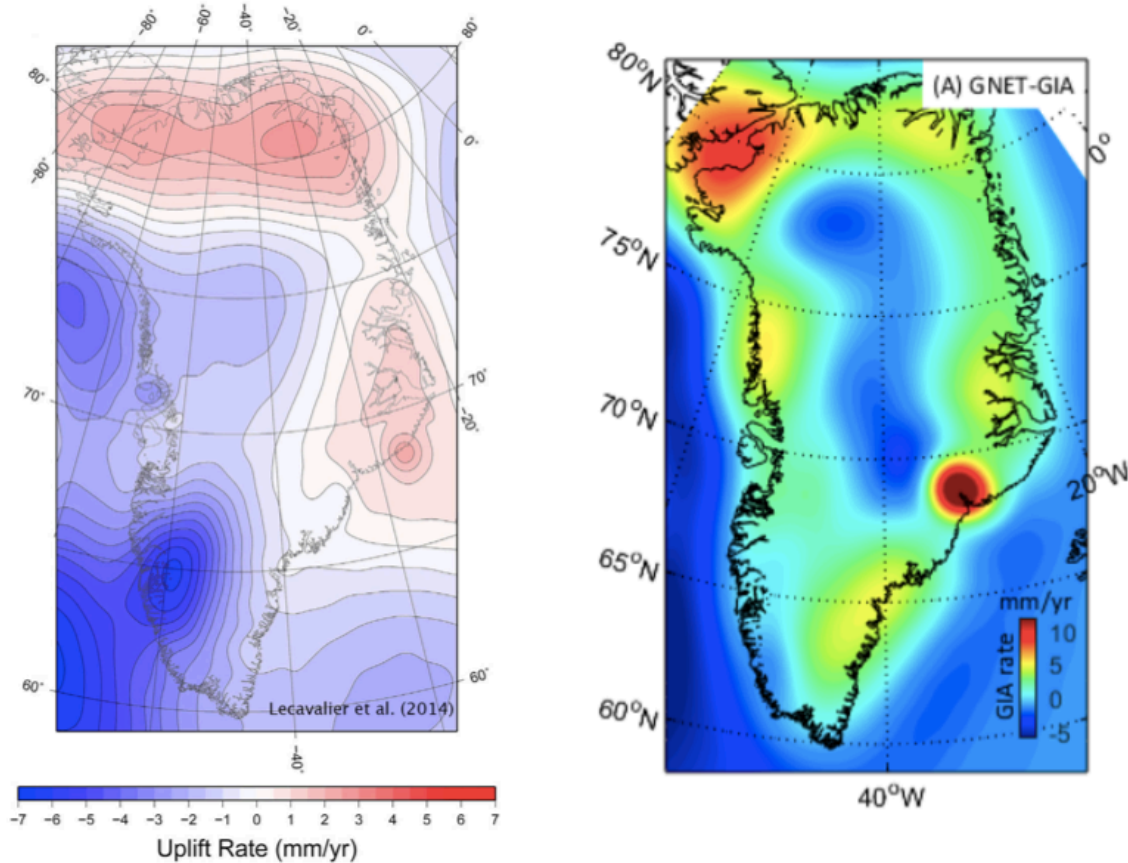 -80˚
-60˚
-40˚
-20˚
0˚
80˚
80˚
0˚
-80˚
70˚
70˚
-20˚
60˚
60˚
Lecavalier et al. (2014)
-40˚
-7 -6 -5 -4 -3 -2 -1 0 1 2 3 4 5 6 7
Uplift Rate (mm/yr)
(A) GNET-GIA
80°N
0°
75°N
70°N
20°W
65°N
60°N
mm/yr
10
5
0
-5
GIA rate
40°W